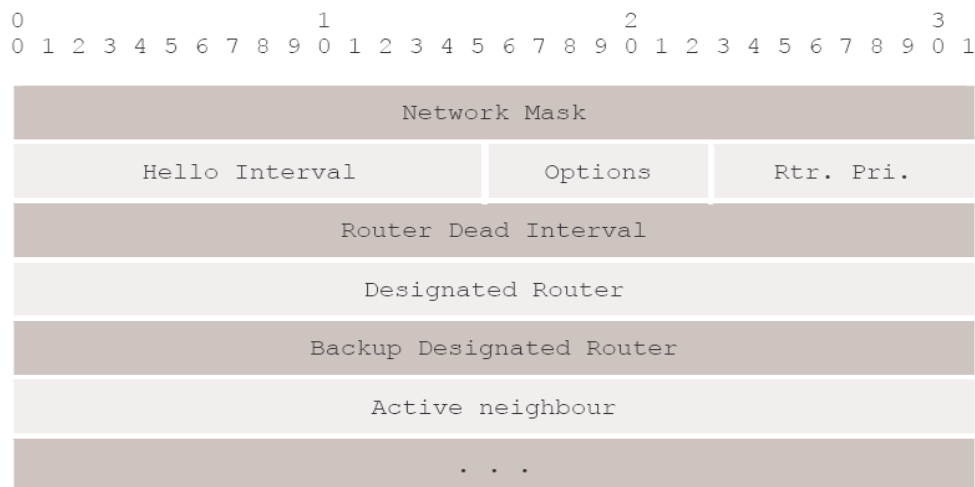 0 1 2 3
0 1 2 3 4 5 6 7 8 9 0 1 2 3 4 5 6 7 8 9 0 1 2 3 4 5 6 7 8 9 0 1
Network Mask
Hello Interval Options Rtr. Pri.
Router Dead Interval
Designated Router
Backup Designated Router
Active neighbour
. . .